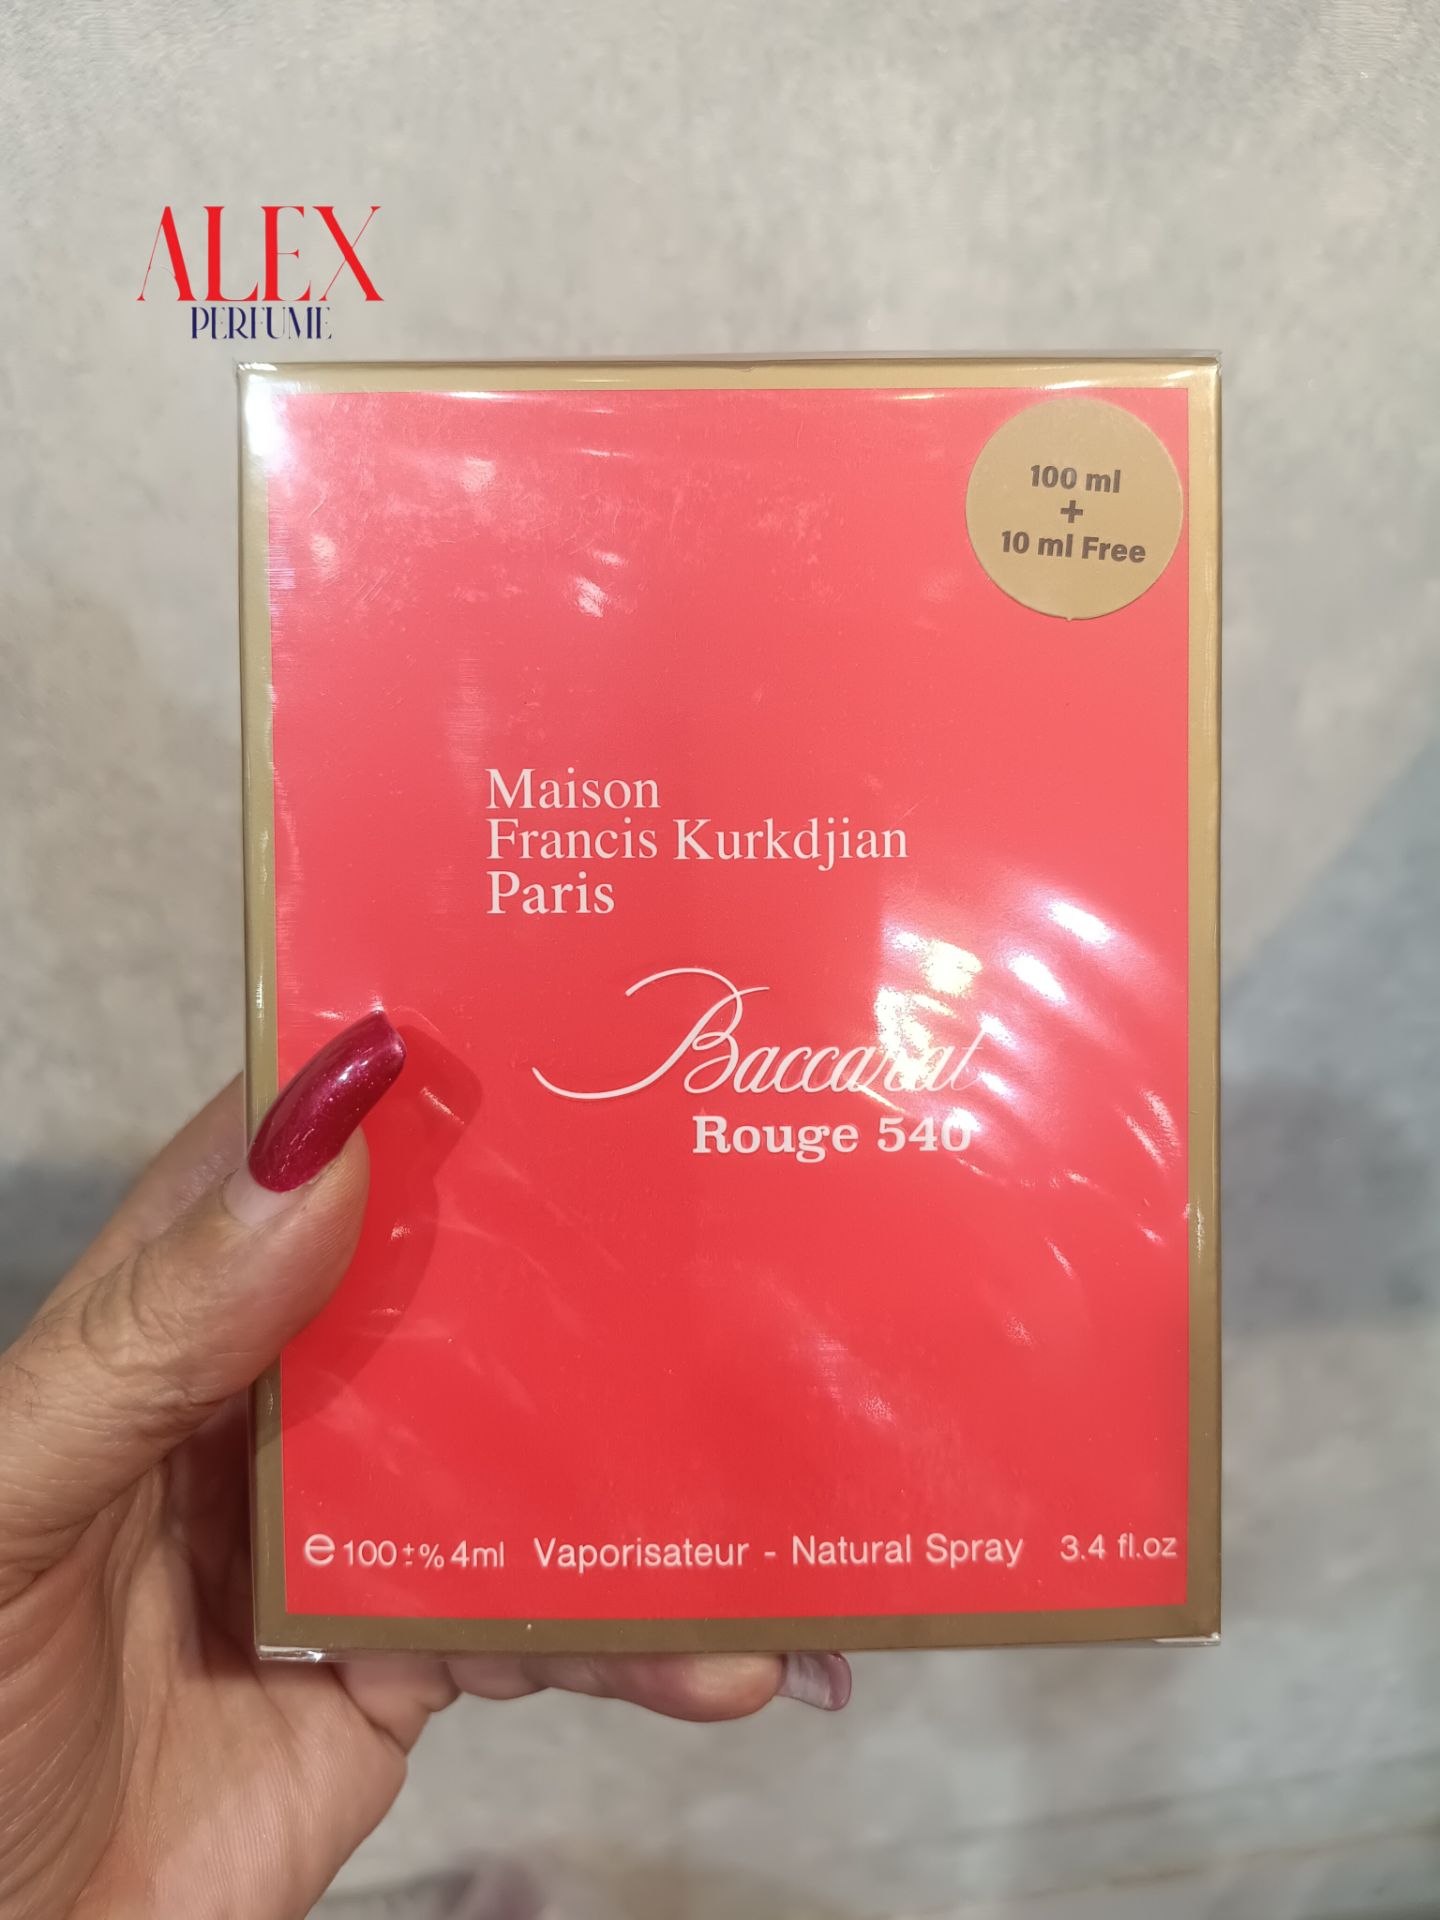 ALEX
PERFUME
100 ml
+
10 ml Free
Maison
Francis Kurkdjian
Paris
Baccarat
Rouge 540
e 100 ±% 4ml Vaporisateur - Natural Spray 3.4 fl.oz